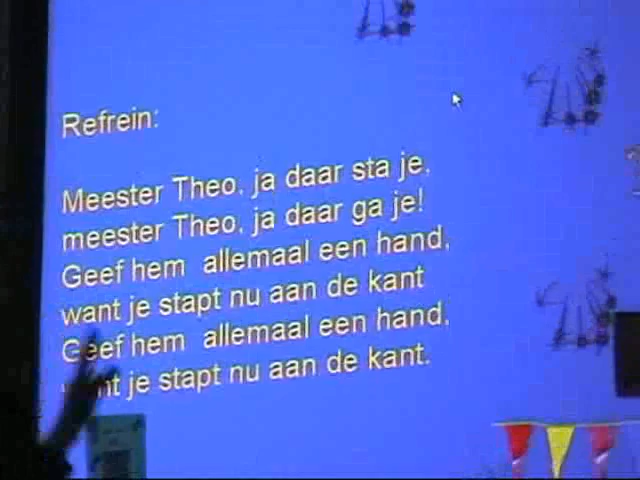 Refrein:
Meester Theo, ja daar sta je,
meester Theo, ja daar ga je!
Geef hem allemaal een hand,
want je stapt nu aan de kant
Geef hem allemaal een hand,
want je stapt nu aan de kant.